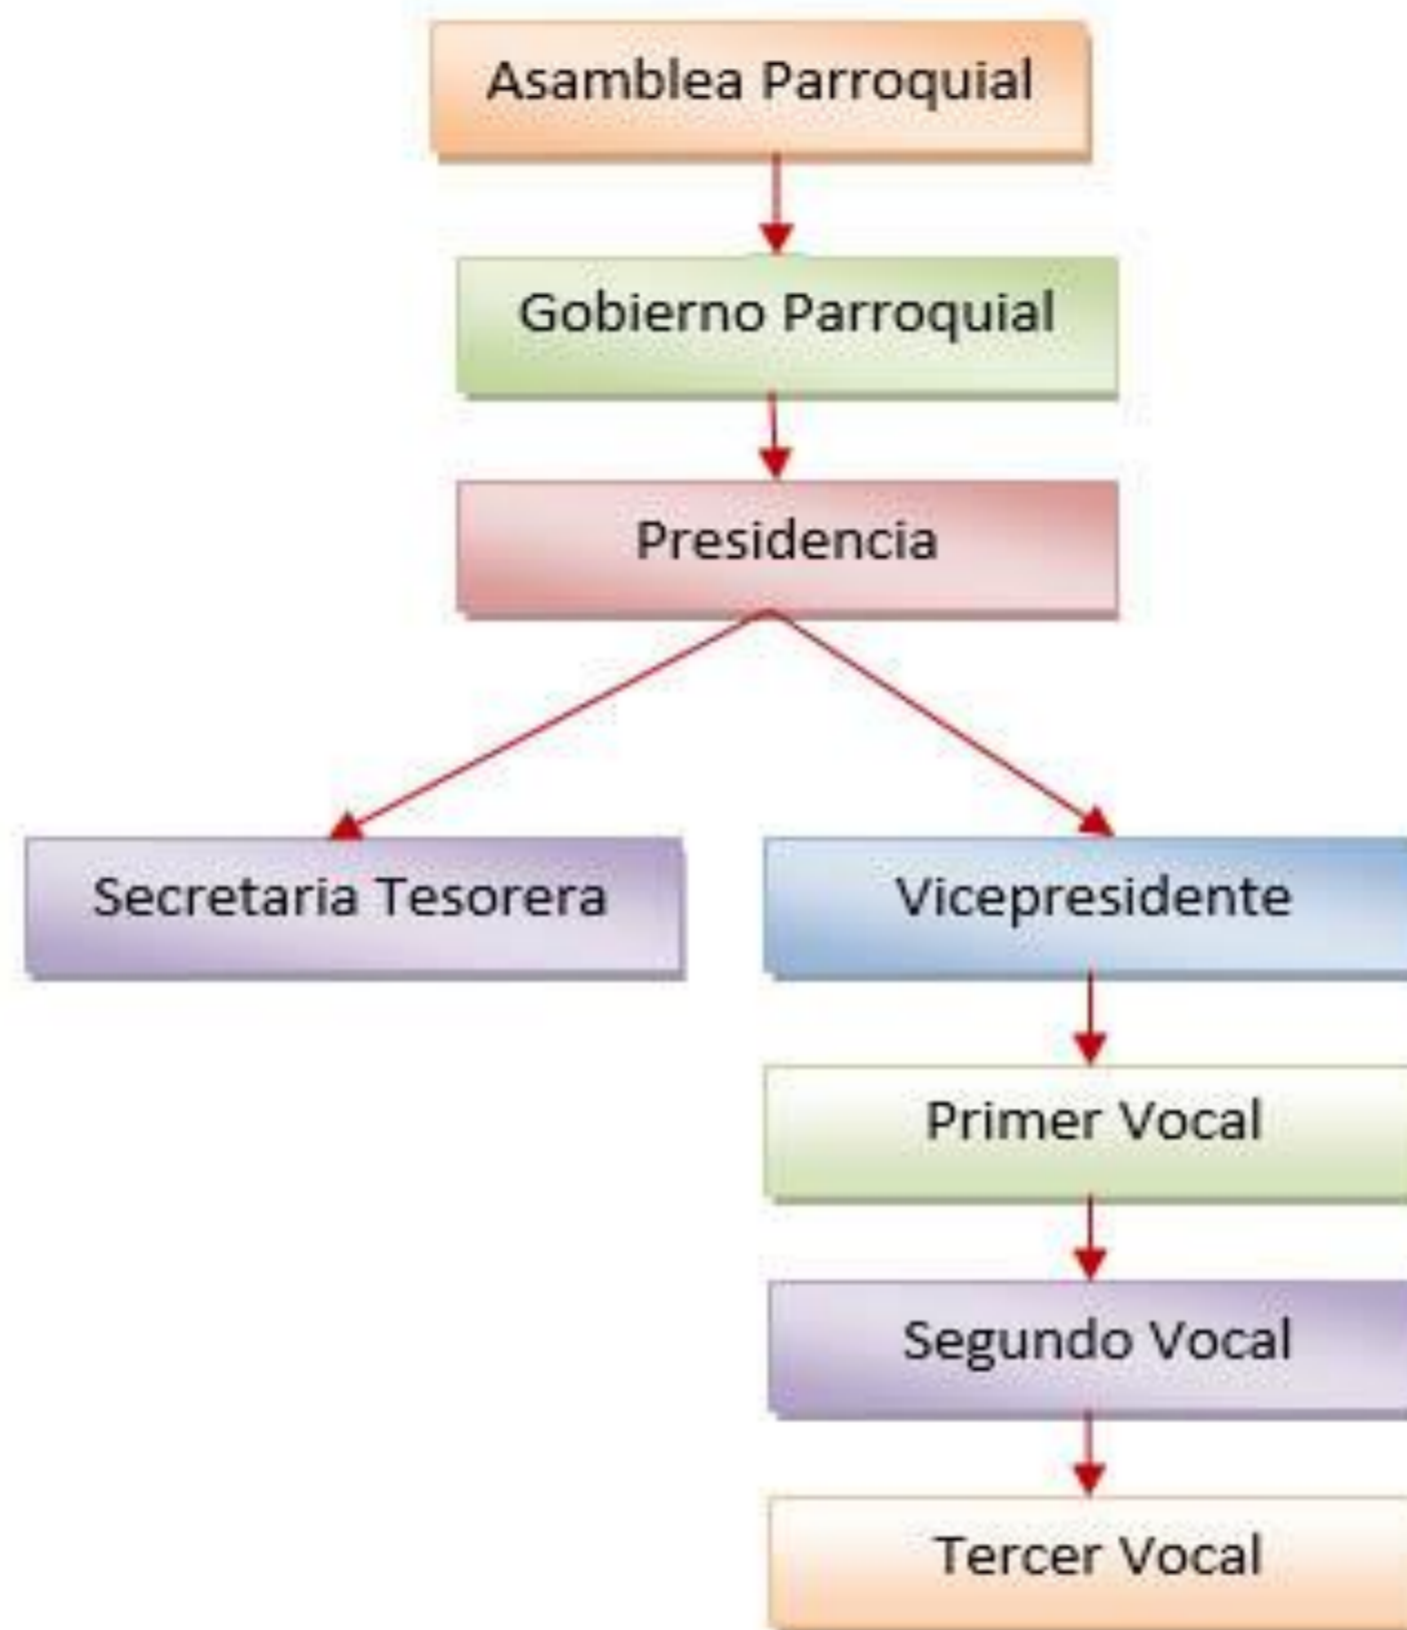 Asamblea Parroquial
Gobierno Parroquial
Presidencia
Secretaria Tesorera
Vicepresidente
Primer Vocal
Segundo Vocal
Tercer Vocal